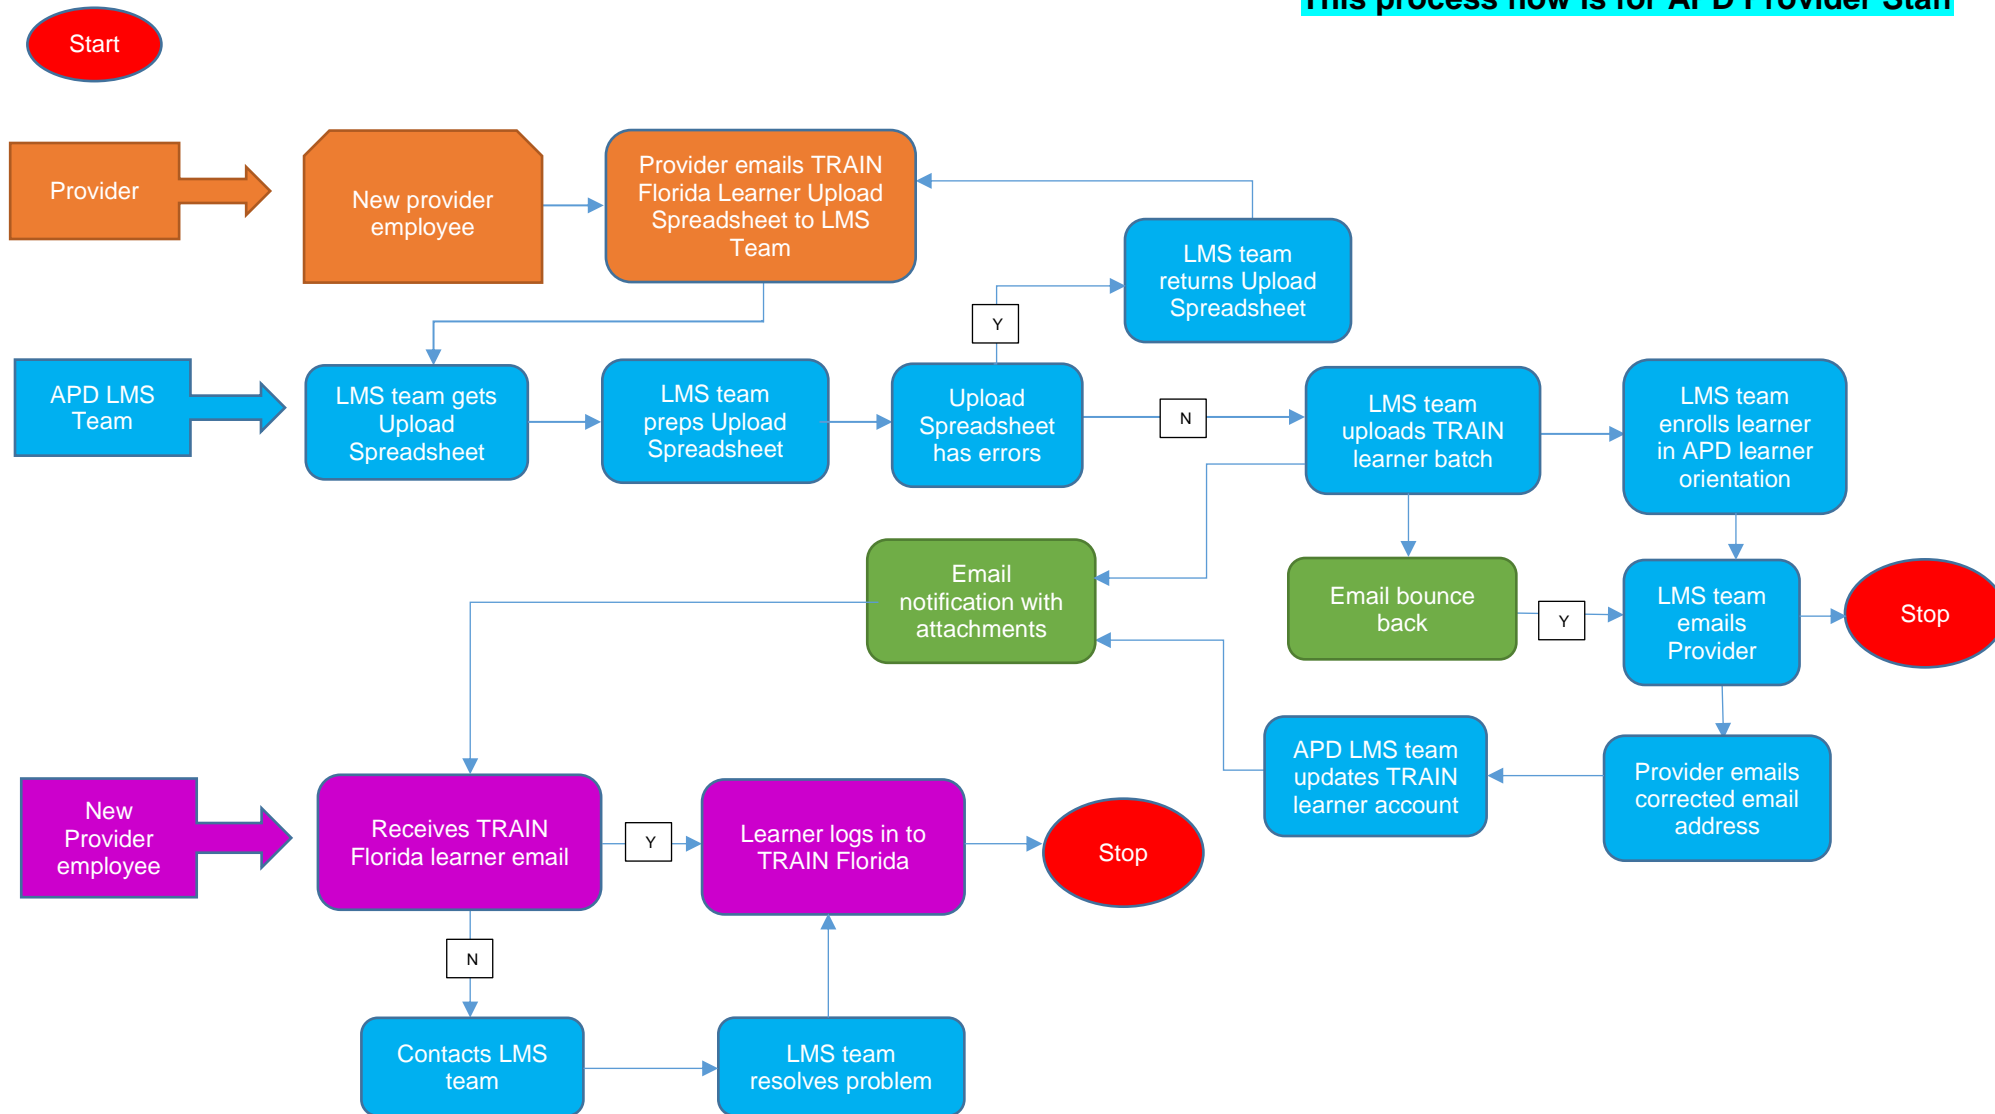 This process flow is for APD Provider Staff
Start
Provider
New provider
employee
Provider emails TRAIN
Florida Learner Upload
Spreadsheet to LMS
Team
LMS team
returns Upload
Spreadsheet
Y
APD LMS
Team
LMS team gets
Upload
Spreadsheet
LMS team
preps Upload
Spreadsheet
Upload
Spreadsheet
has errors
N
LMS team
uploads TRAIN
learner batch
LMS team
enrolls learner
in APD learner
orientation
Email
notification with
attachments
Email bounce
back
Y
LMS team
emails
Provider
Stop
APD LMS team
updates TRAIN
learner account
Provider emails
corrected email
address
New
Provider
employee
Receives TRAIN
Florida learner email
Y
Learner logs in to
TRAIN Florida
Stop
N
Contacts LMS
team
LMS team
resolves problem